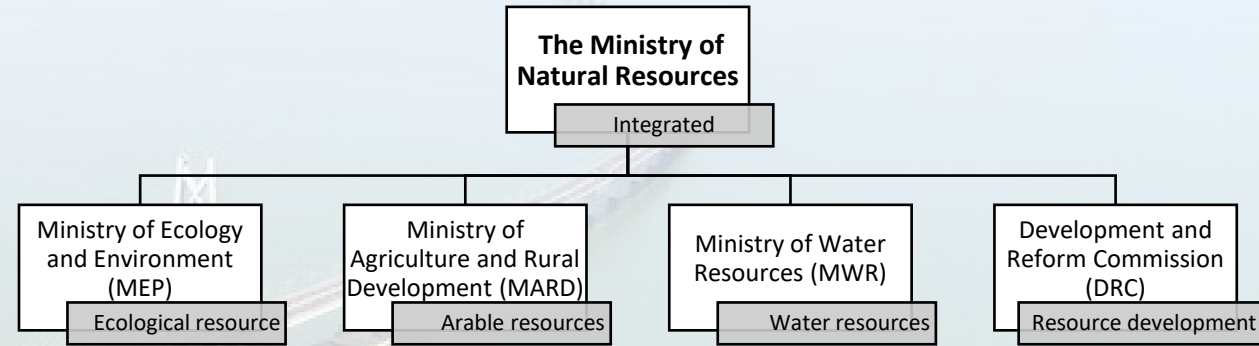 The Ministry of
Natural Resources
Integrated
Ministry of Ecology
and Environment
(MEP)
Ecological resource
Ministry of
Agriculture and Rural
Development (MARD)
Arable resources
Ministry of Water
Resources (MWR)
Water resources
Development and
Reform Commission
(DRC)
Resource development